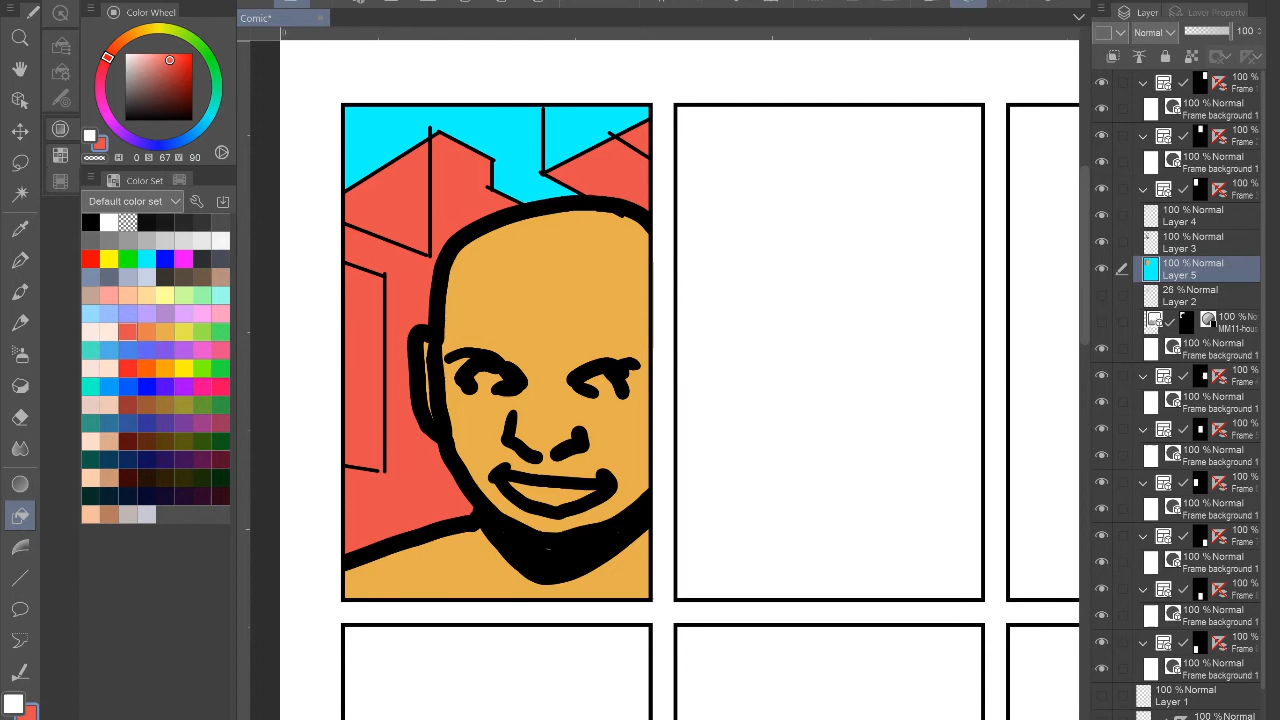 Color Wheel
H 0 S 67 V 90
Color Set
Default color set
Comic*
0
Layer
Layer Property
Normal
100
100 %
Frame
100 % Normal
Frame background 1
100 %
Frame
100 % Normal
Frame background 1
100 %
Frame
100 % Normal
Layer 4
100 % Normal
Layer 3
100 % Normal
Layer 5
26 % Normal
Layer 2
100 % No
MM11-hous
100 % Normal
Frame background 1
100 %
Frame
100 % Normal
Frame background 1
100 %
Frame
100 % Normal
Frame background 1
100 %
Frame
100 % Normal
Frame background 1
100 %
Frame
100 % Normal
Frame background 1
100 %
Frame
100 % Normal
Frame background 1
100 %
Frame
100 % Normal
Frame background 1
100 % Normal
Layer 1
100 % Normal